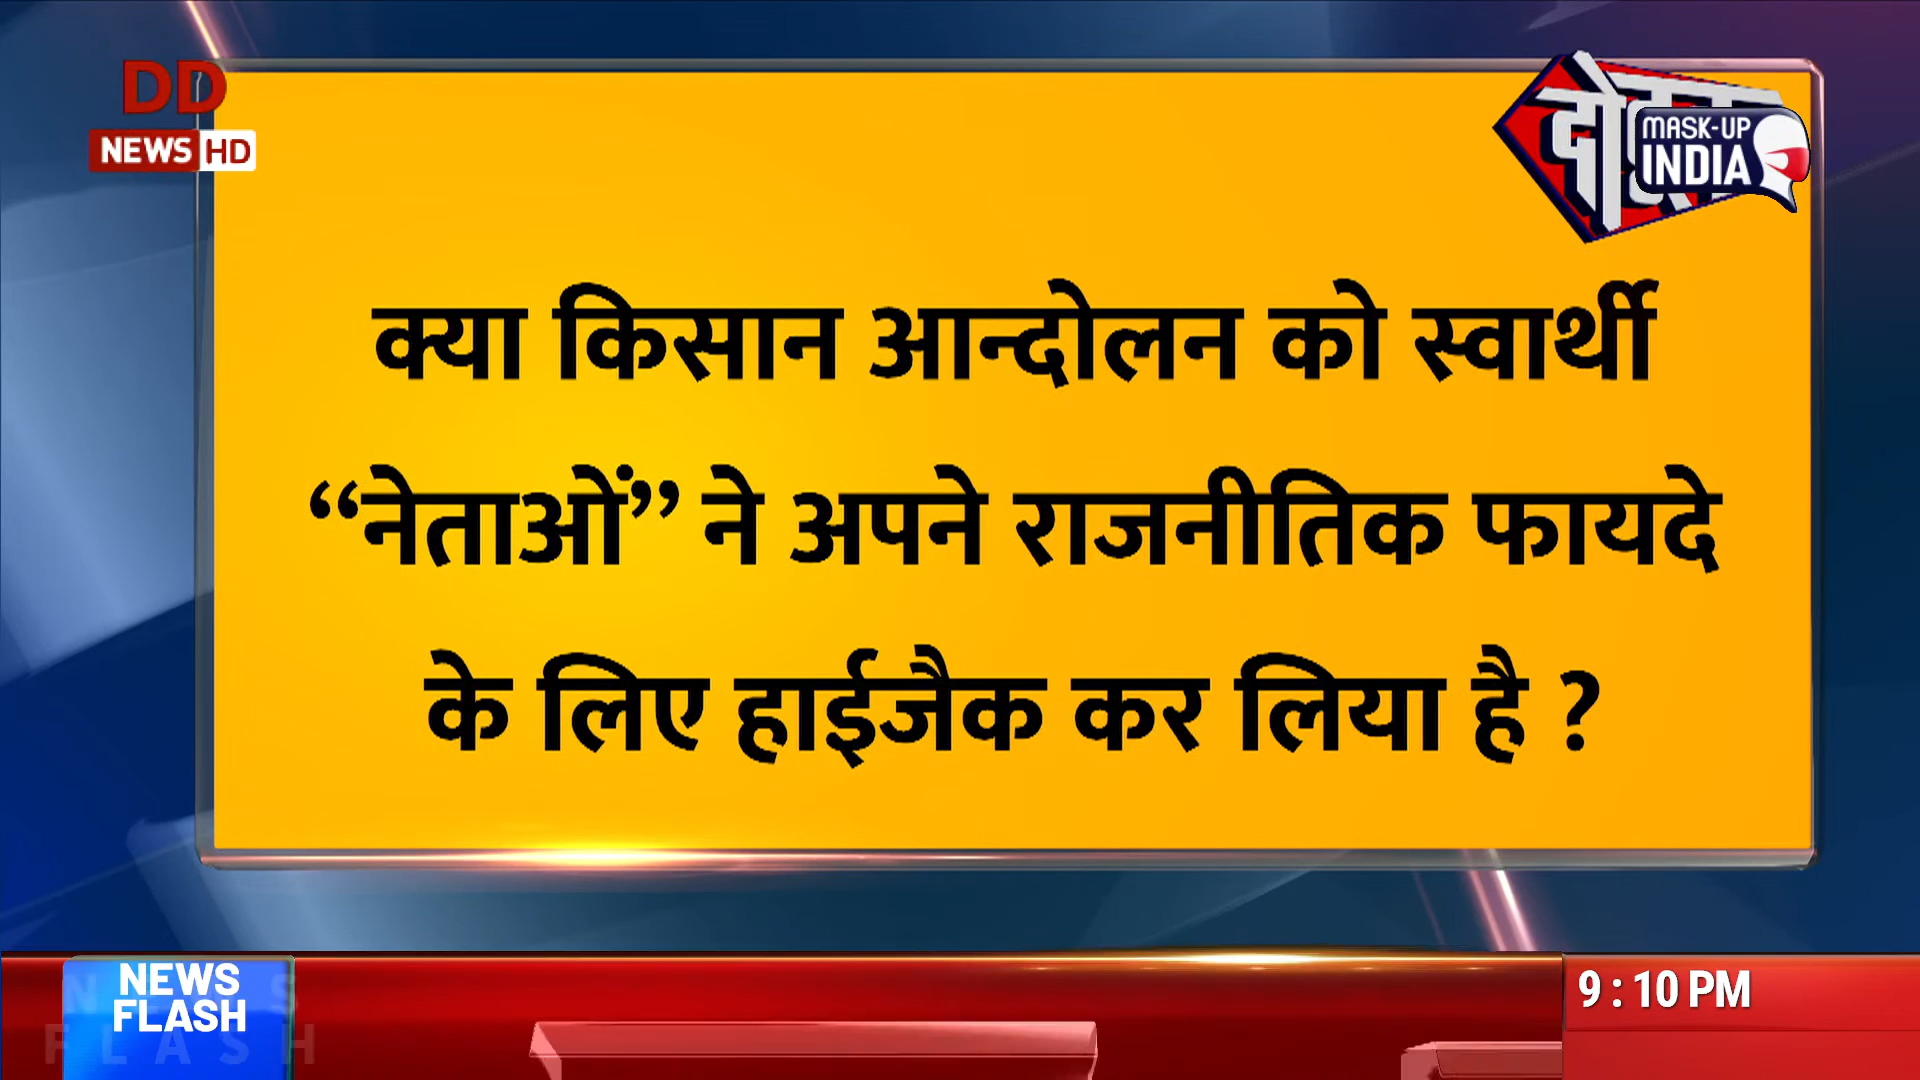 DD
NEWS HD
MASK-UP
INDIA
क्या किसान आन्दोलन को स्वार्थी
“नेताओं” ने अपने राजनीतिक फायदे
के लिए हाईजैक कर लिया है ?
NEWS
FLASH
9 : 10 PM